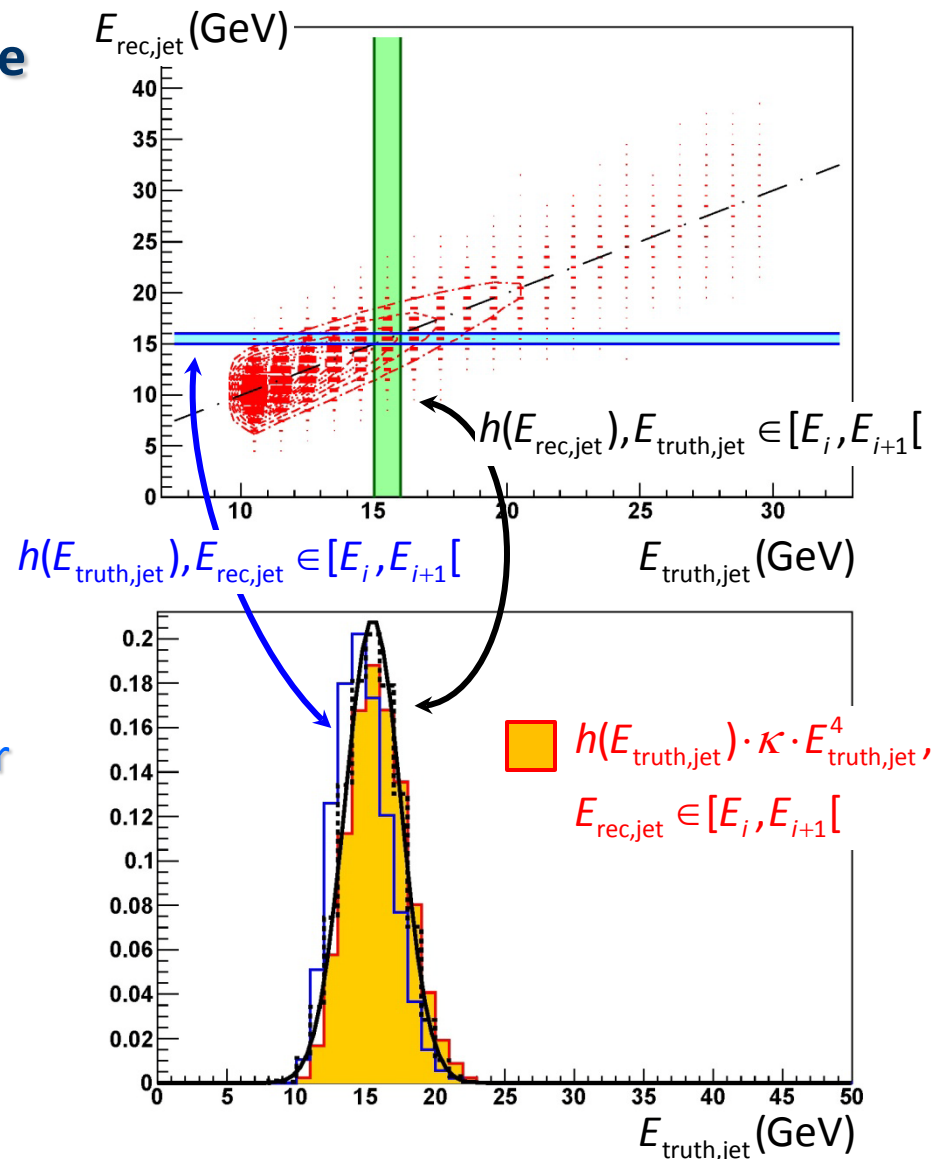 e
E_rec,jet (GeV)
40
35
30
25
20
15
10
5
0
10 15 20 25 30
h(E_rec,jet), E_truth,jet ∈ [E_i, E_i+1[
h(E_truth,jet), E_rec,jet ∈ [E_i, E_i+1[
E_truth,jet (GeV)
0.2
0.18
0.16
0.14
0.12
0.1
0.08
0.06
0.04
0.02
0
r
h(E_truth,jet) · κ · E^4_truth,jet,
E_rec,jet ∈ [E_i, E_i+1[
0 5 10 15 20 25 30 35 40 45 50
E_truth,jet (GeV)